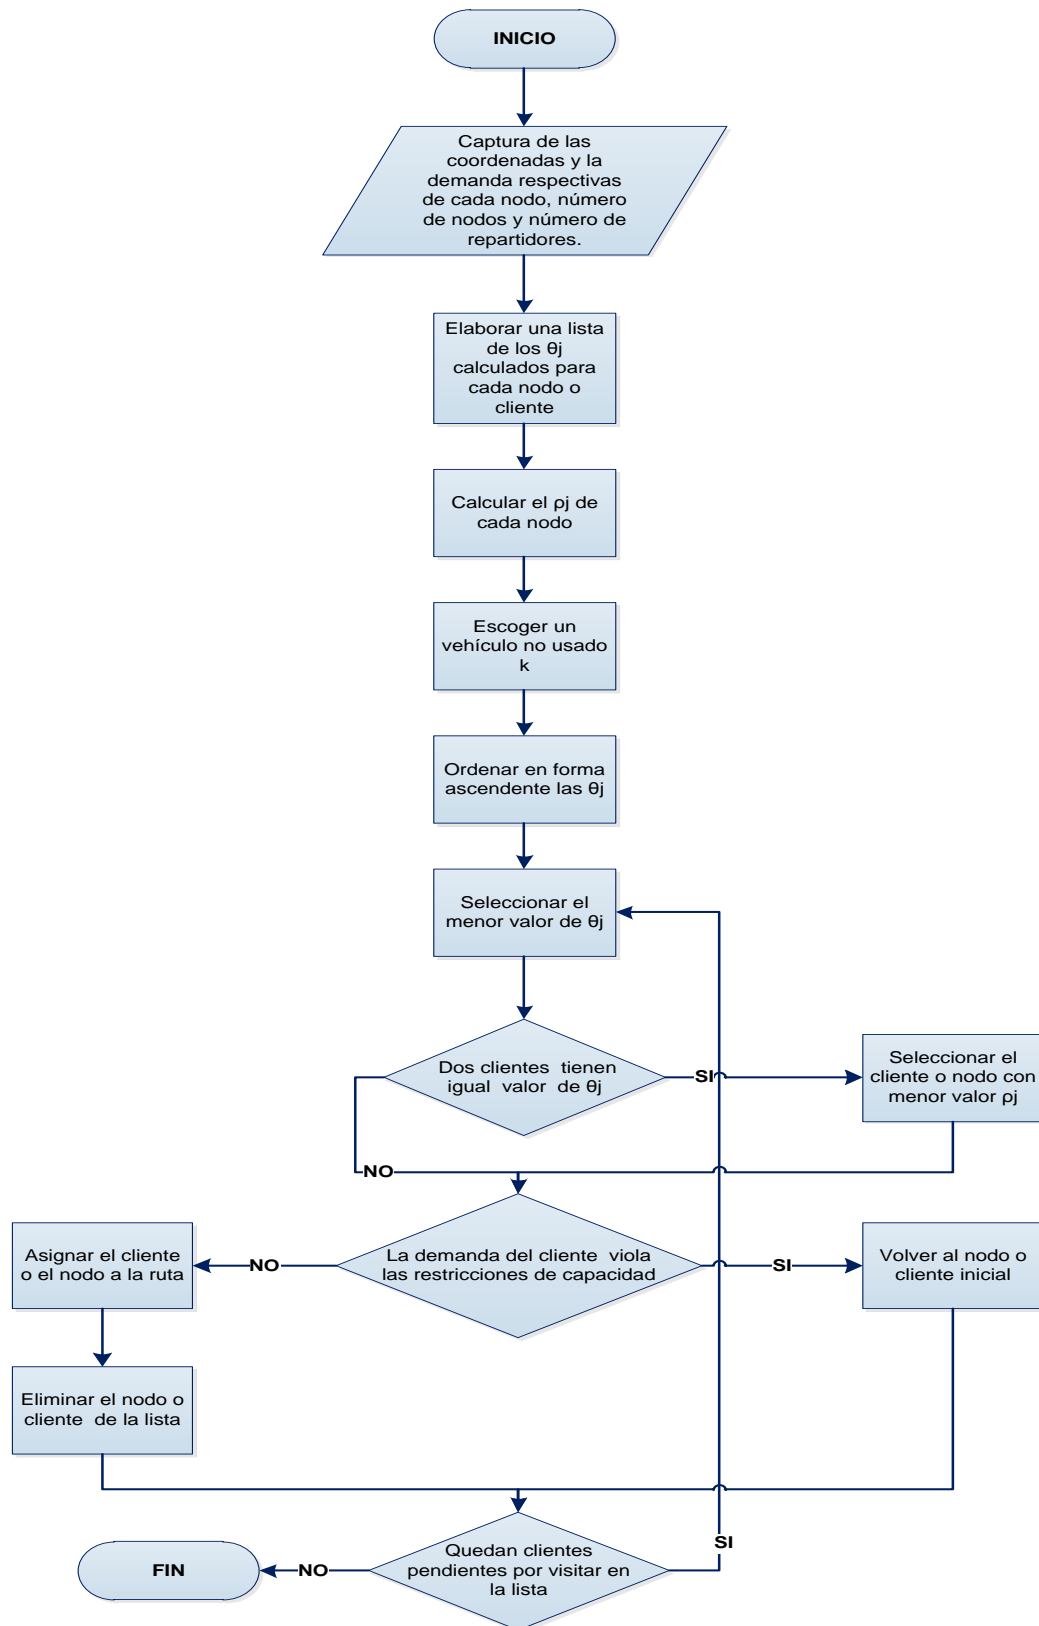 INICIO
Captura de las
coordenadas y la
demanda respectivas
de cada nodo, número
de nodos y número de
repartidores.
Elaborar una lista
de los θj
calculados para
cada nodo o
cliente
Calcular el ρj de
cada nodo
Escoger un
vehículo no usado
k
Ordenar en forma
ascendente las θj
Seleccionar el
menor valor de θj
Dos clientes tienen
igual valor de θj
SI
Seleccionar el
cliente o nodo con
menor valor ρj
NO
La demanda del cliente viola
las restricciones de capacidad
NO
Asignar el cliente
o el nodo a la ruta
SI
Volver al nodo o
cliente inicial
Eliminar el nodo o
cliente de la lista
Quedan clientes
pendientes por visitar en
la lista
SI
NO
FIN